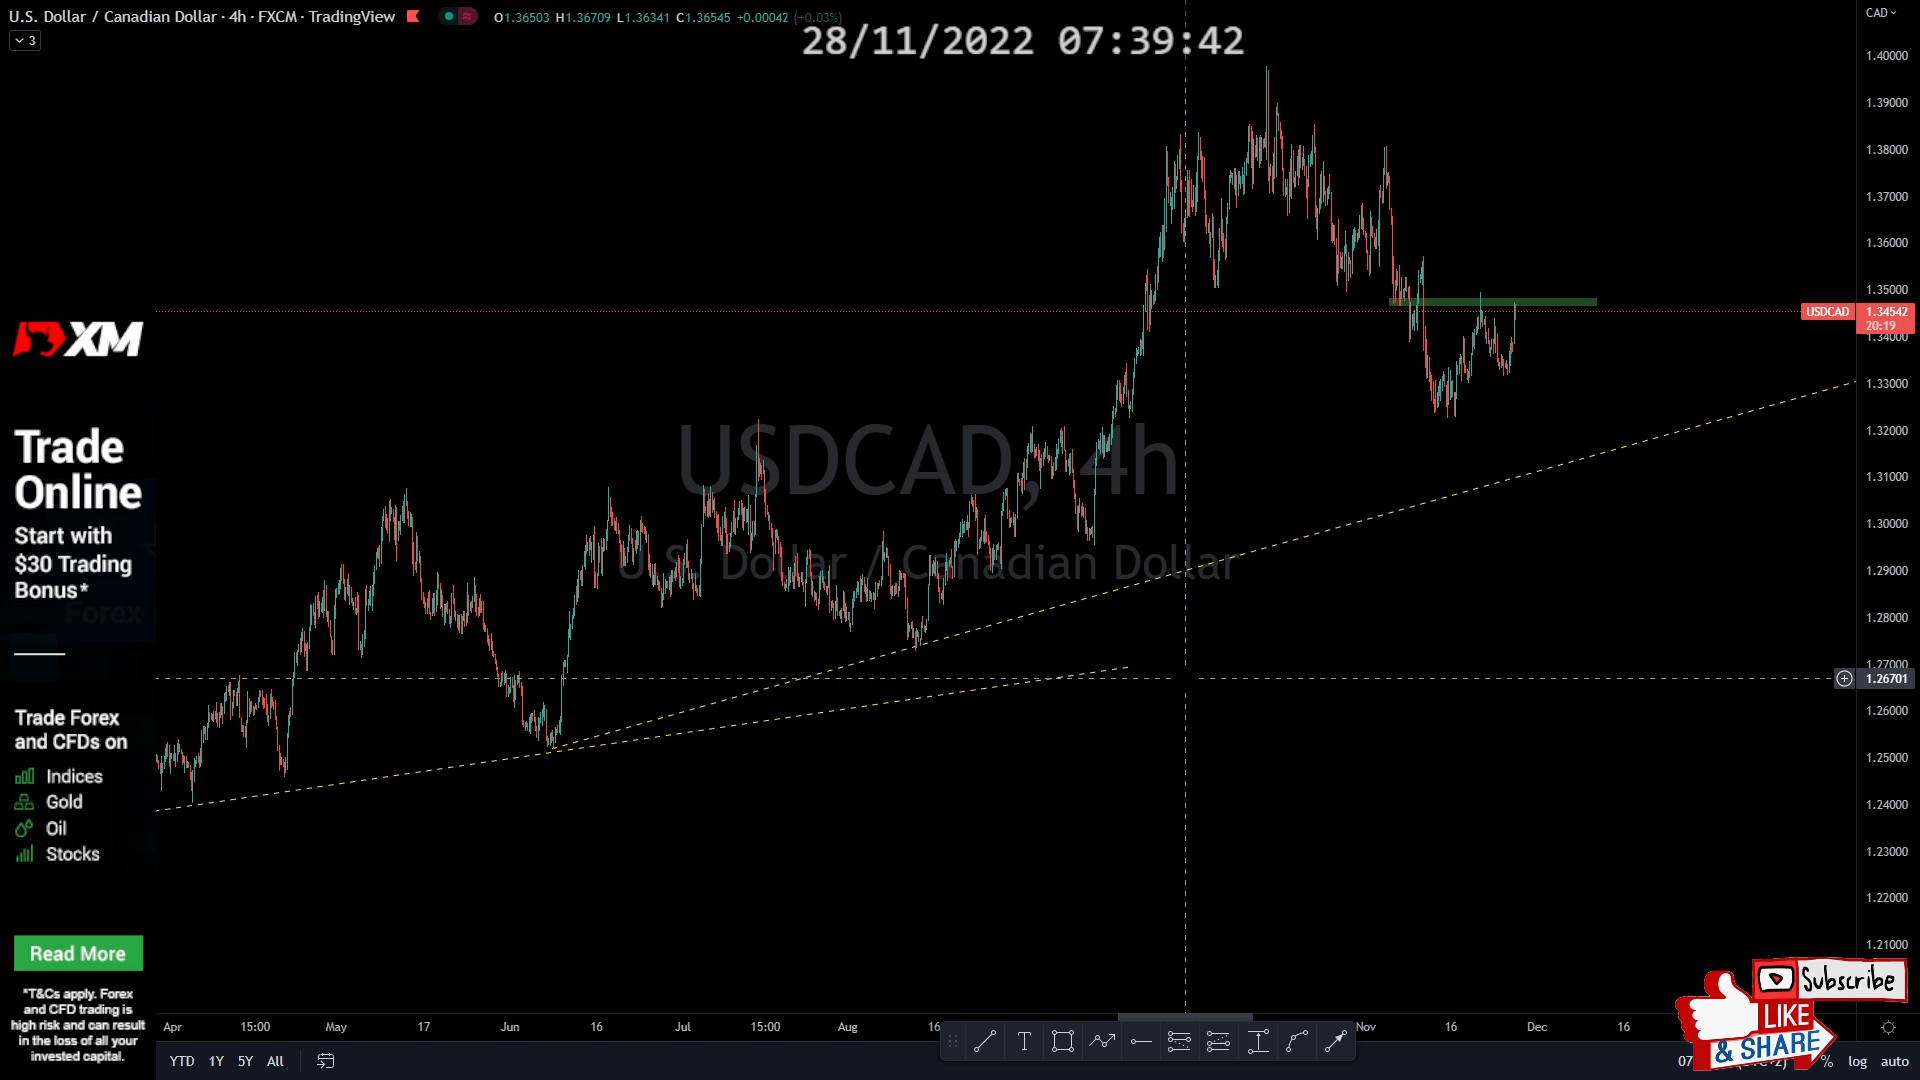 U.S. Dollar / Canadian Dollar · 4h · FXCM · TradingView
O1.36503 H1.36709 L1.36341 C1.36545 +0.00042 (+0.03%)
CAD
3
28/11/2022 07:39:42
1.40000
1.39000
1.38000
1.37000
1.36000
1.35000
USDCAD
1.34542
20:19
1.34000
1.33000
1.32000
1.31000
1.30000
1.29000
1.28000
1.27000
1.26701
1.26000
1.25000
1.24000
1.23000
1.22000
1.21000
USDCAD, 4h
U.S. Dollar / Canadian Dollar
XM
Trade
Online
Start with
$30 Trading
Bonus*
Forex
Trade Forex
and CFDs on
Indices
Gold
Oil
Stocks
Read More
*T&Cs apply. Forex
and CFD trading is
high risk and can result
in the loss of all your
invested capital.
Apr
15:00
May
17
Jun
16
Jul
15:00
Aug
16
Nov
16
Dec
16
T
YTD
1Y
5Y
All
07
%
log
auto
Subscribe
LIKE
& SHARE